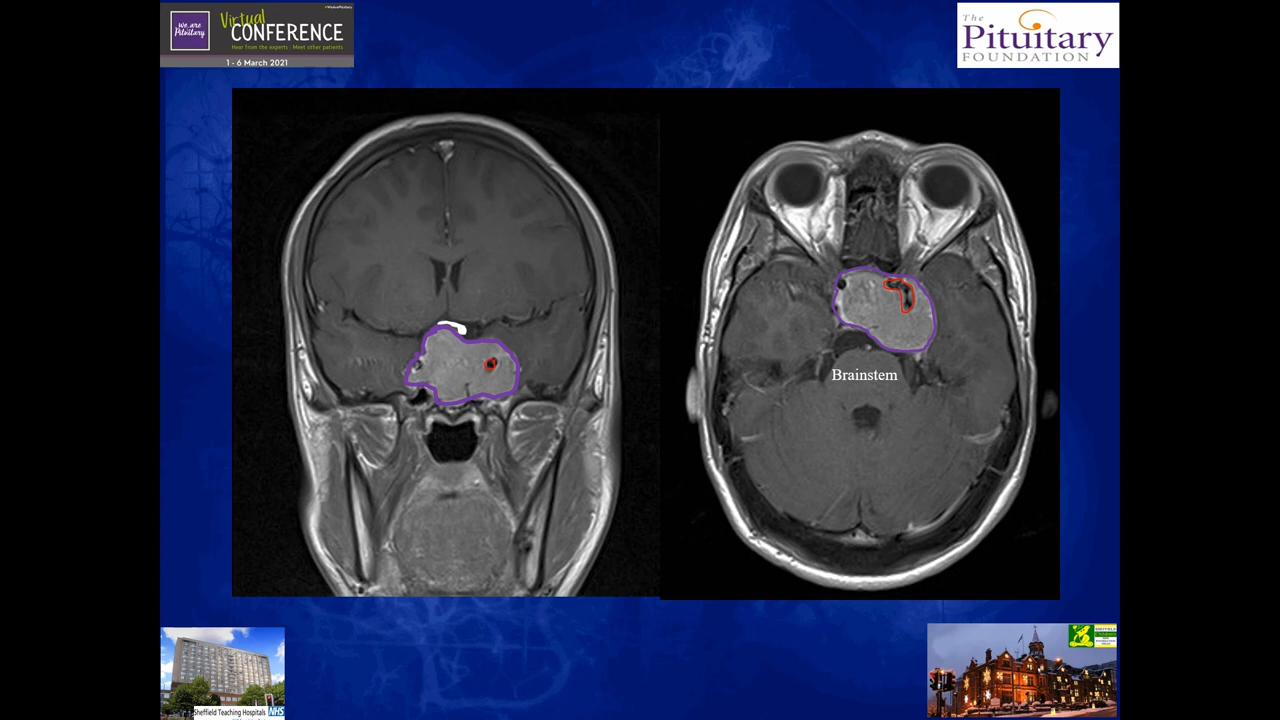 #WeArePituitary
we are
Pituitary
Virtual
CONFERENCE
Hear from the experts | Meet other patients
1 - 6 March 2021
The
Pituitary
FOUNDATION
Brainstem
Sheffield Teaching Hospitals
NHS